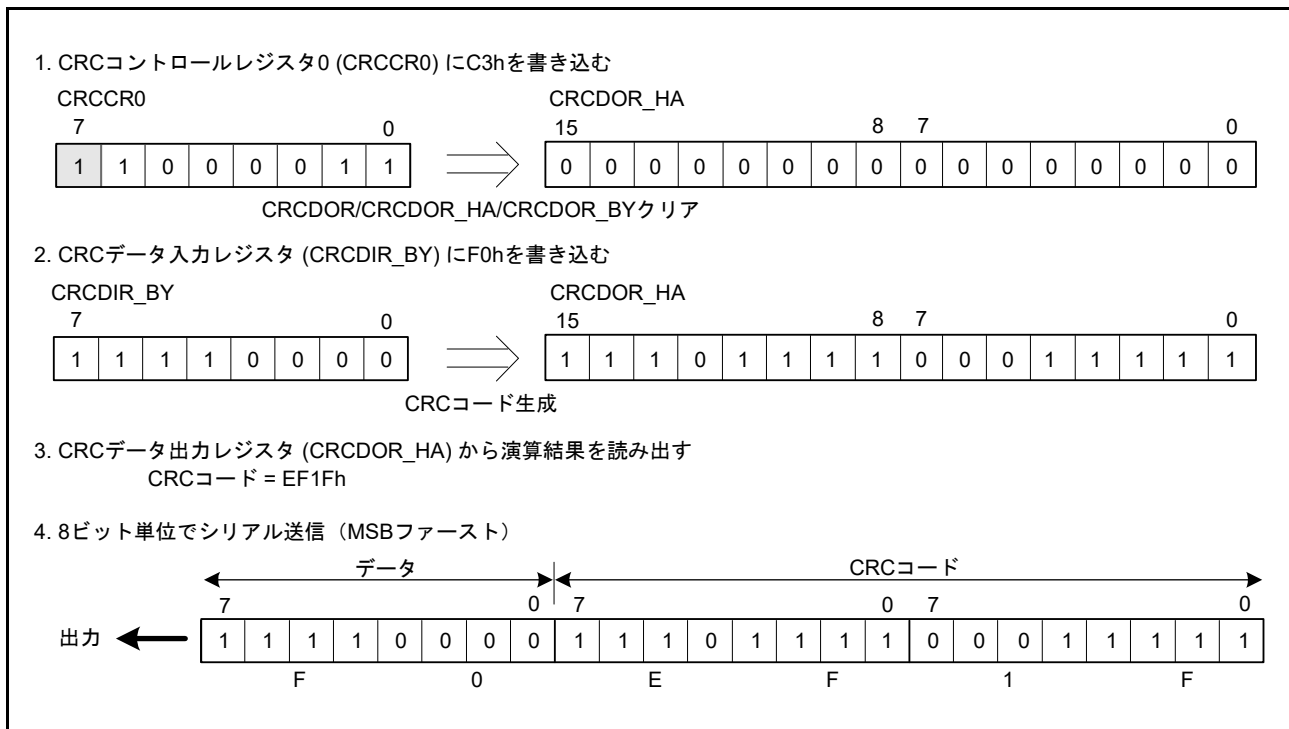 1. CRCコントロールレジスタ0 (CRCCR0) にC3hを書き込む
CRCCR0 CRCDOR_HA
7 0 15 8 7 0
1 1 0 0 0 0 1 1 0 0 0 0 0 0 0 0 0 0 0 0 0 0 0 0
CRCDOR/CRCDOR_HA/CRCDOR_BYクリア
2. CRCデータ入力レジスタ (CRCDIR_BY) にF0hを書き込む
CRCDIR_BY CRCDOR_HA
7 0 15 8 7 0
1 1 1 1 0 0 0 0 1 1 1 0 1 1 1 1 0 0 0 1 1 1 1 1
CRCコード生成
3. CRCデータ出力レジスタ (CRCDOR_HA) から演算結果を読み出す
CRCコード = EF1Fh
4. 8ビット単位でシリアル送信（MSBファースト）
データ CRCコード
7 0 7 0 7 0
出力 1 1 1 1 0 0 0 0 1 1 1 0 1 1 1 1 0 0 0 1 1 1 1 1
F 0 E F 1 F